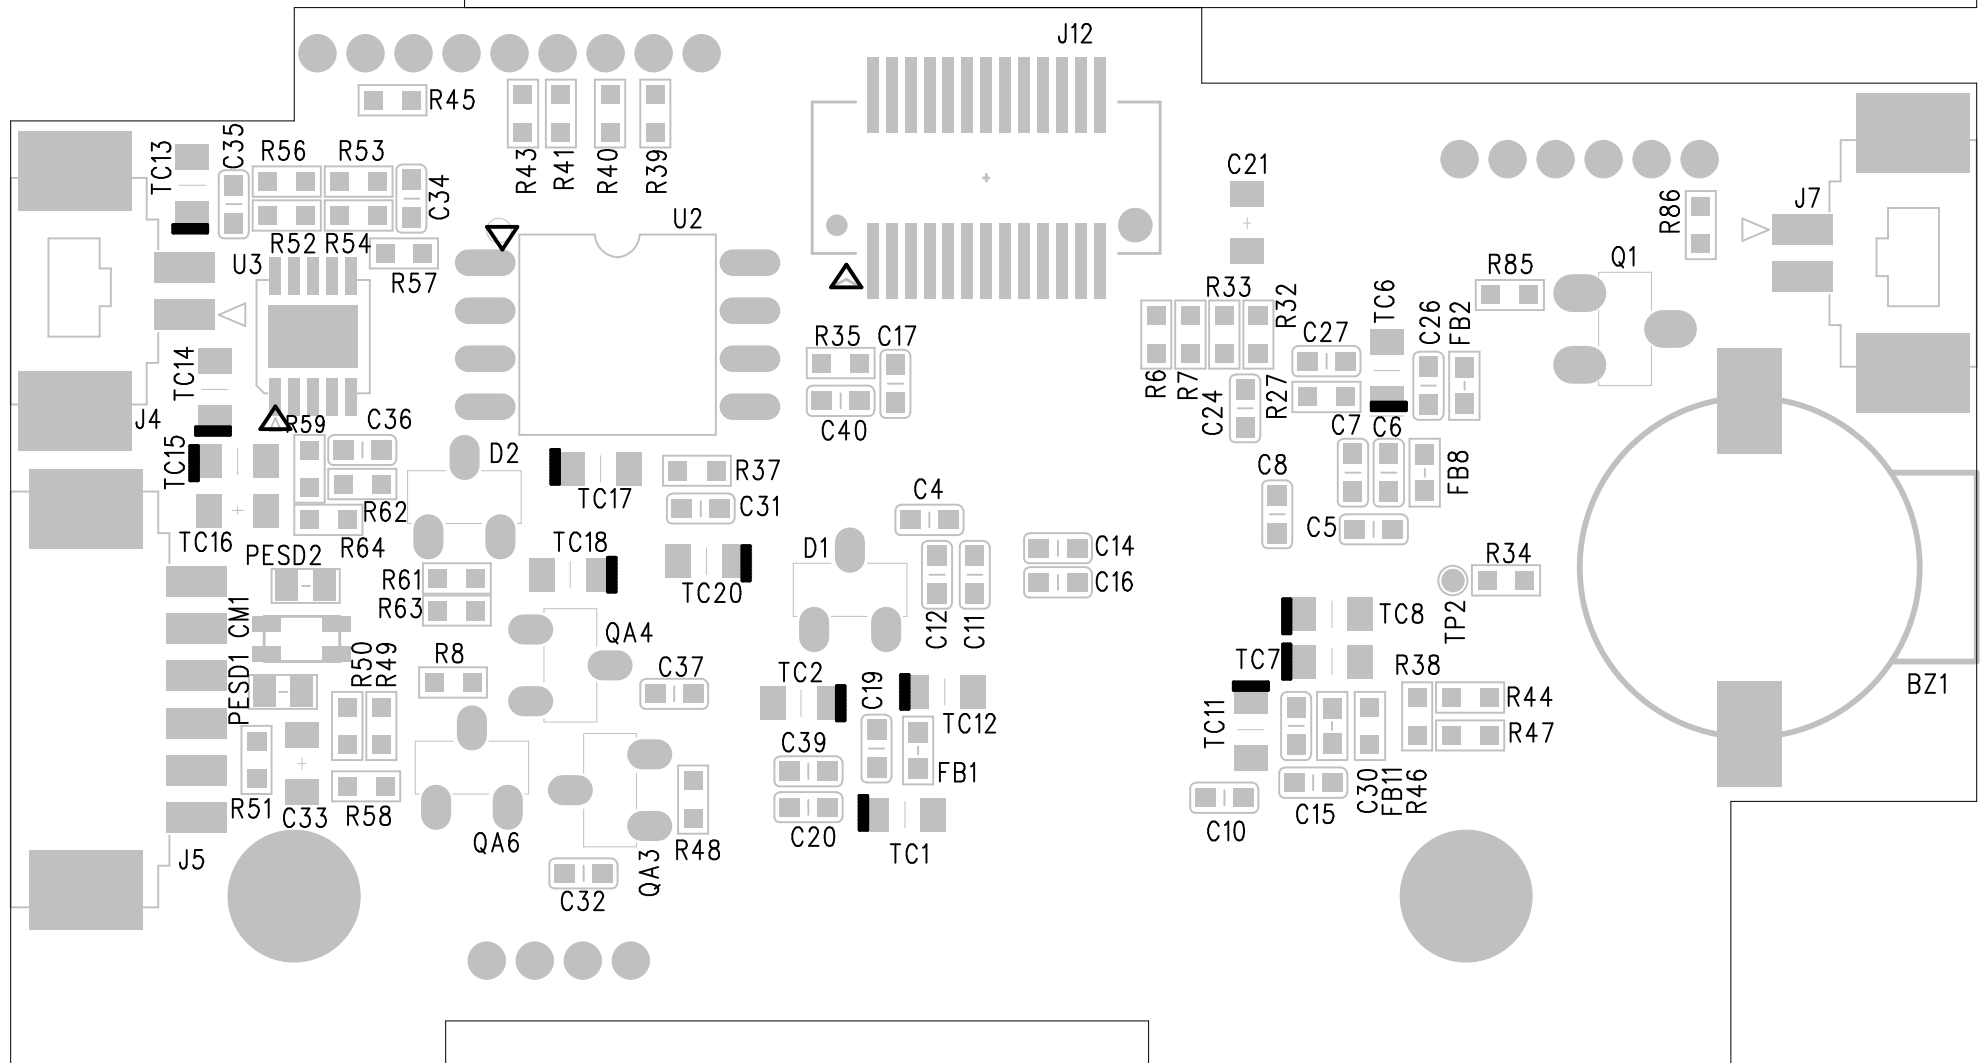 J12
R45
R43
R41
R40
R39
TC13
C35
R56
R53
C34
C21
R86
J7
U2
R52
R54
U3
R57
Q1
R85
R33
R32
TC6
C26
FB2
C27
R35
C17
TC14
R6
R7
C24
R27
J4
R59
C36
C40
C7
C6
TC15
D2
TC17
R37
C8
FB8
C4
C31
R62
R64
TC16
PESD2
TC18
D1
C14
C5
R34
R61
R63
TC20
C16
CM1
QA4
C12
C11
TC8
TP2
PESD1
R50
R49
R8
C37
TC2
C19
TC7
R38
BZ1
TC12
TC11
R44
R47
C39
FB1
R51
C33
R58
QA6
C20
TC1
C10
C15
C30
FB11
R46
J5
R48
QA3
C32